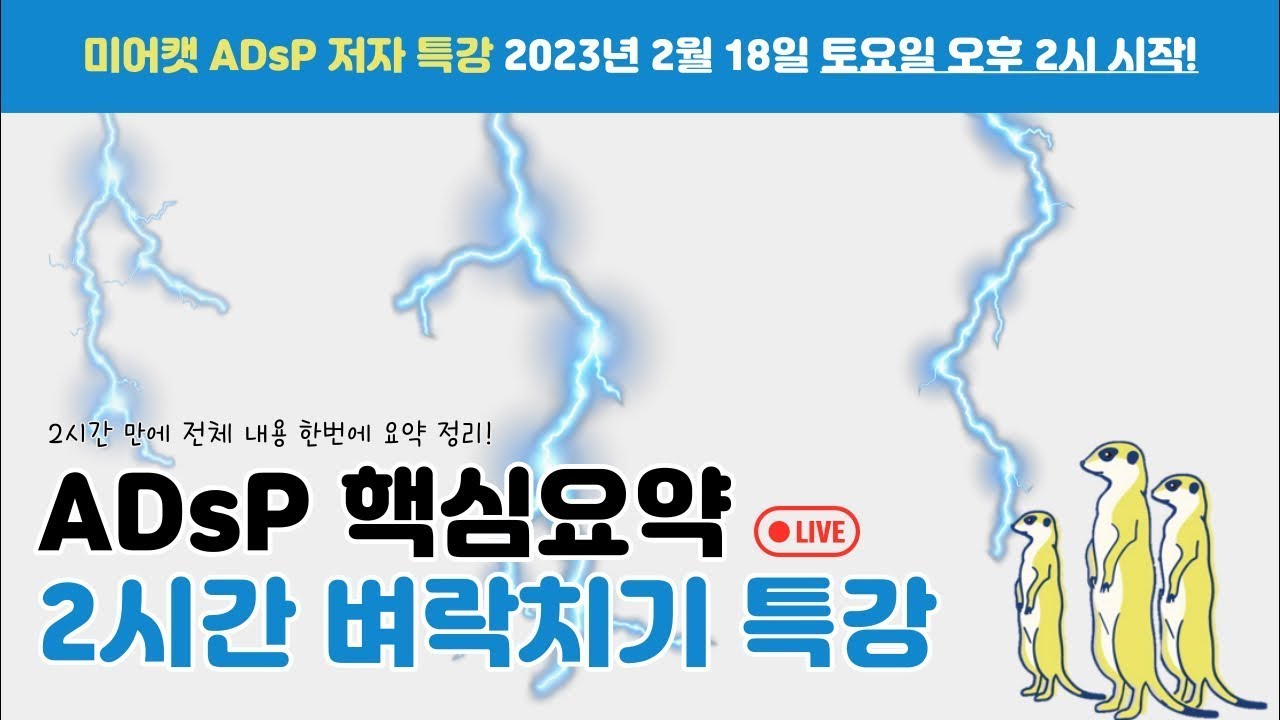 미어캣 ADsP 저자 특강 2023년 2월 18일 토요일 오후 2시 시작!
2시간 만에 전체 내용 한번에 요약 정리!
ADsP 핵심요약 LIVE
2시간 벼락치기 특강